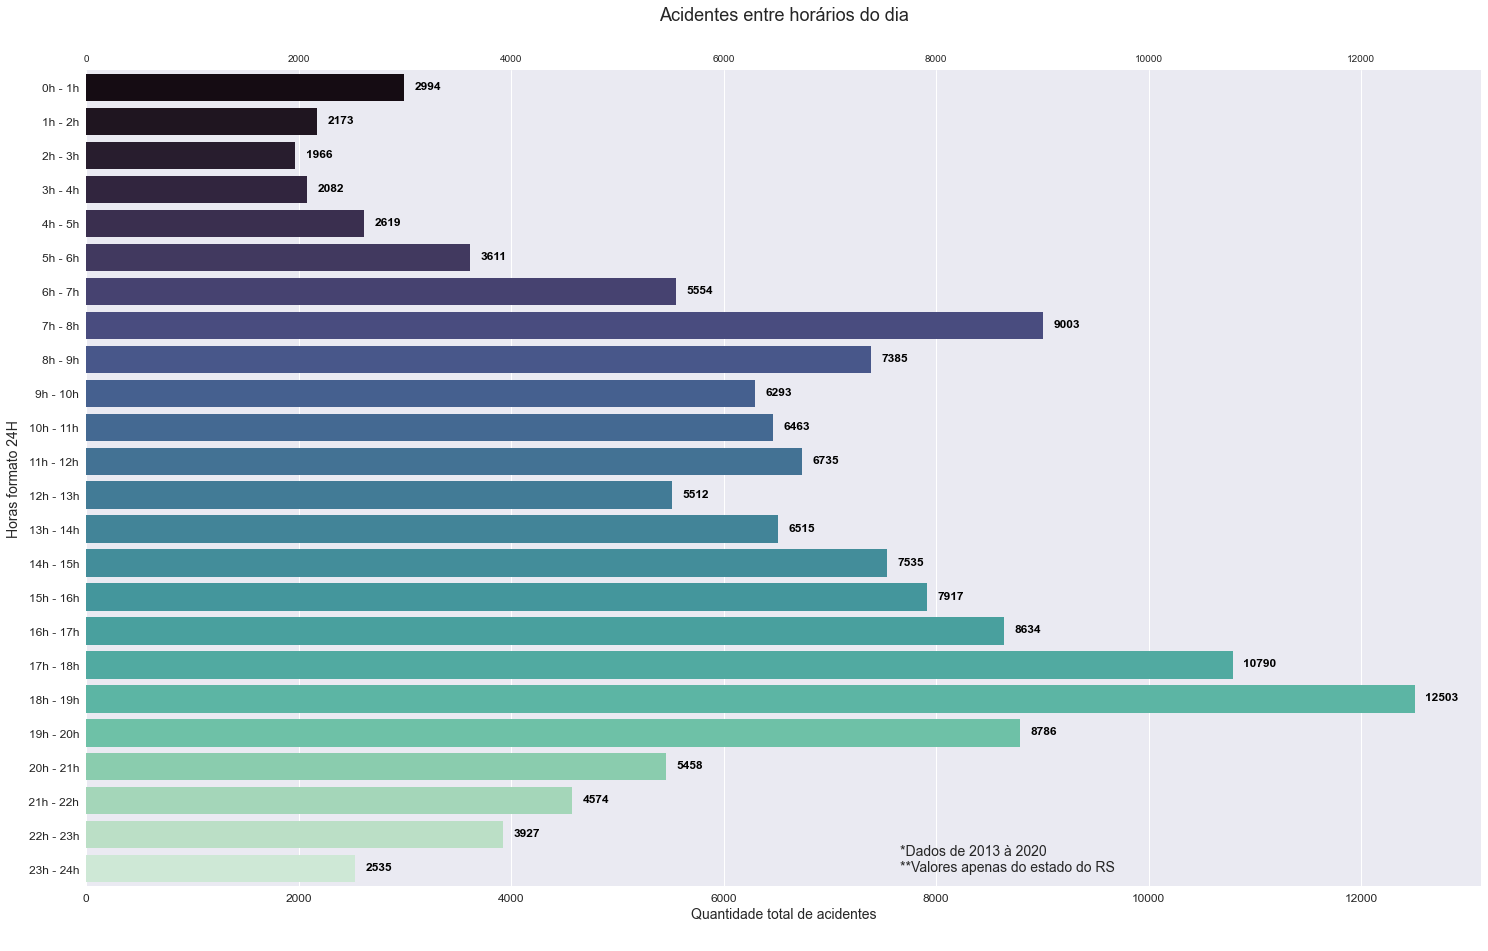 Acidentes entre horários do dia
0 2000 4000 6000 8000 10000 12000
0h - 1h 2994
1h - 2h 2173
2h - 3h 1966
3h - 4h 2082
4h - 5h 2619
5h - 6h 3611
6h - 7h 5554
7h - 8h 9003
8h - 9h 7385
9h - 10h 6293
10h - 11h 6463
11h - 12h 6735
12h - 13h 5512
13h - 14h 6515
14h - 15h 7535
15h - 16h 7917
16h - 17h 8634
17h - 18h 10790
18h - 19h 12503
19h - 20h 8786
20h - 21h 5458
21h - 22h 4574
22h - 23h 3927
23h - 24h 2535
Horas formato 24H
*Dados de 2013 à 2020
**Valores apenas do estado do RS
0 2000 4000 6000 8000 10000 12000
Quantidade total de acidentes